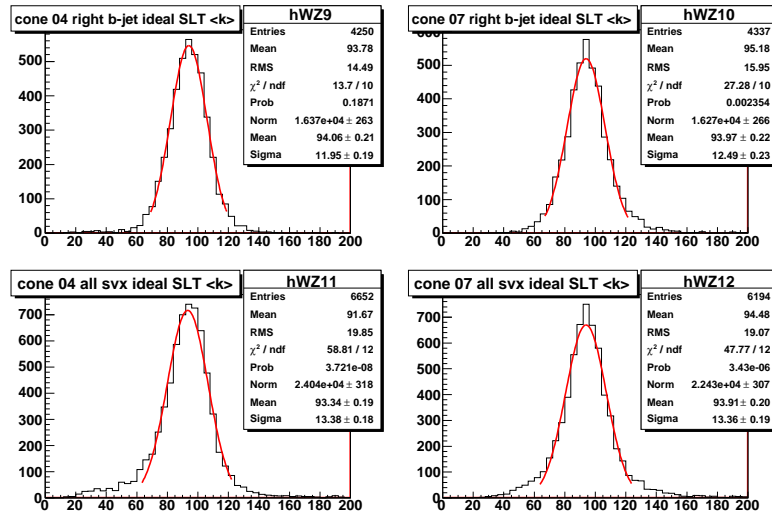 cone 04 right b-jet ideal SLT <k>
hWZ9
Entries 4250
Mean 93.78
RMS 14.49
χ² / ndf 13.7 / 10
Prob 0.1871
Norm 1.637e+04 ± 263
Mean 94.06 ± 0.21
Sigma 11.95 ± 0.19
500
400
300
200
100
0
0 20 40 60 80 100 120 140 160 180 200
cone 07 right b-jet ideal SLT <k>
hWZ10
Entries 4337
Mean 95.18
RMS 15.95
χ² / ndf 27.28 / 10
Prob 0.002354
Norm 1.627e+04 ± 266
Mean 93.97 ± 0.22
Sigma 12.49 ± 0.23
500
400
300
200
100
0
0 20 40 60 80 100 120 140 160 180 200
cone 04 all svx ideal SLT <k>
hWZ11
Entries 6652
Mean 91.67
RMS 19.85
χ² / ndf 58.81 / 12
Prob 3.721e-08
Norm 2.404e+04 ± 318
Mean 93.34 ± 0.19
Sigma 13.38 ± 0.18
700
600
500
400
300
200
100
0
0 20 40 60 80 100 120 140 160 180 200
cone 07 all svx ideal SLT <k>
hWZ12
Entries 6194
Mean 94.48
RMS 19.07
χ² / ndf 47.77 / 12
Prob 3.43e-06
Norm 2.243e+04 ± 307
Mean 93.91 ± 0.20
Sigma 13.36 ± 0.19
700
600
500
400
300
200
100
0
0 20 40 60 80 100 120 140 160 180 200